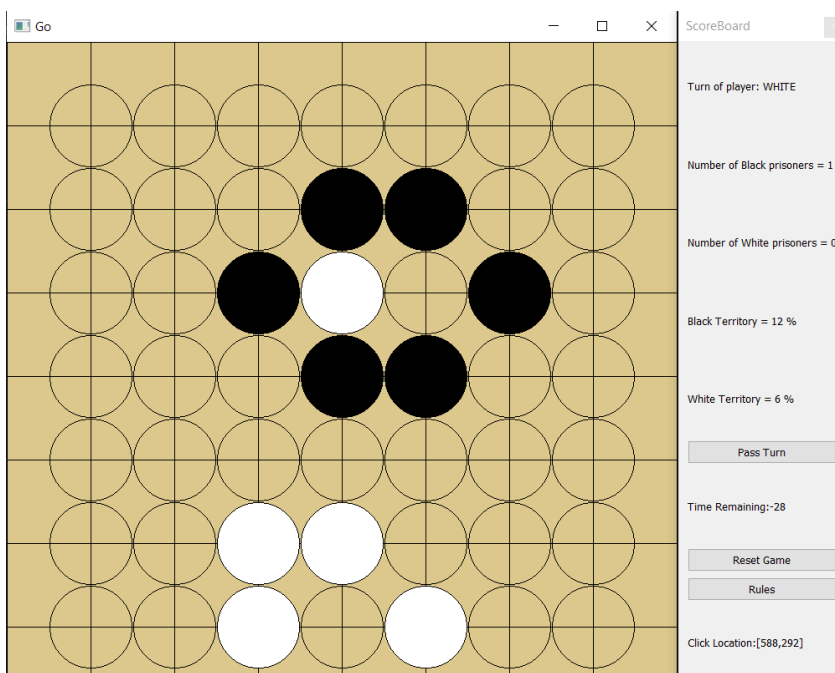 Go
ScoreBoard
Turn of player: WHITE
Number of Black prisoners = 1
Number of White prisoners = 0
Black Territory = 12 %
White Territory = 6 %
Pass Turn
Time Remaining:-28
Reset Game
Rules
Click Location:[588,292]